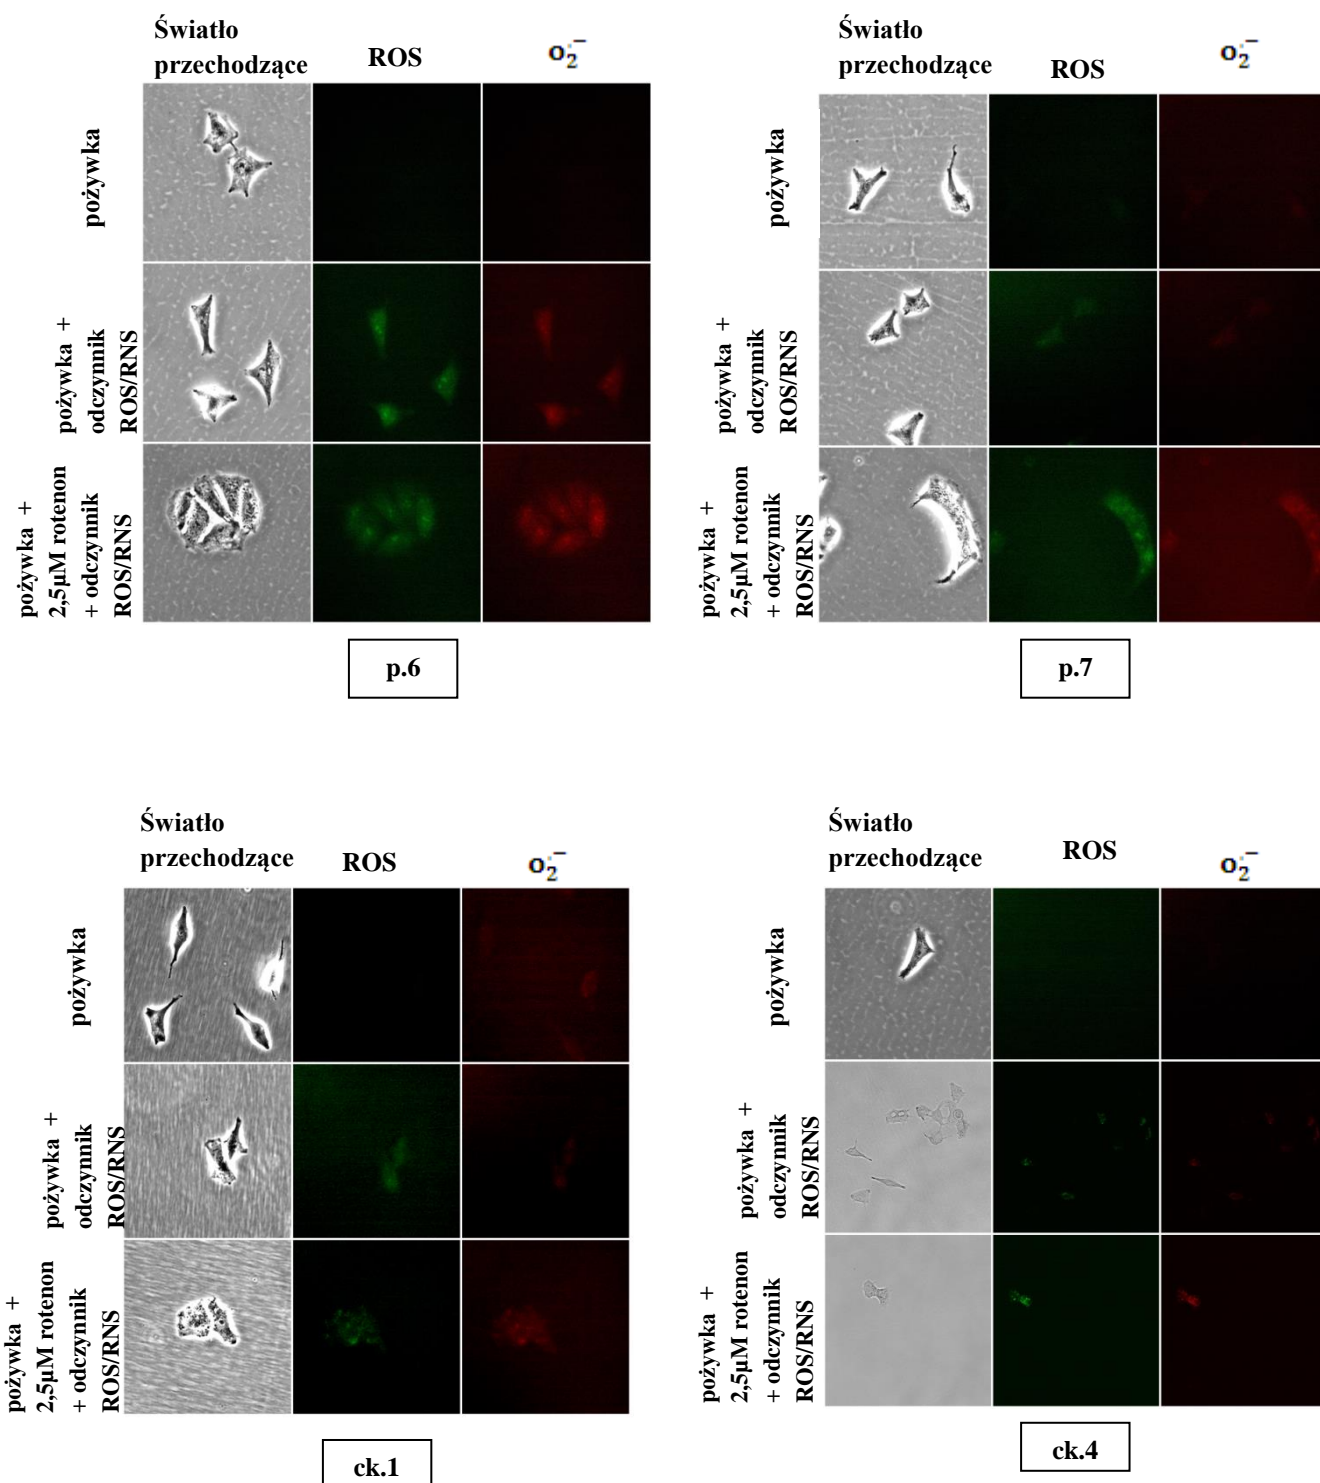 Światło
przechodzące
ROS
O₂·⁻
pożywka
pożywka +
odczynnik
ROS/RNS
pożywka +
2,5µM rotenon
+ odczynnik
ROS/RNS
p.6
Światło
przechodzące
ROS
O₂·⁻
pożywka
pożywka +
odczynnik
ROS/RNS
pożywka +
2,5µM rotenon
+ odczynnik
ROS/RNS
p.7
Światło
przechodzące
ROS
O₂·⁻
pożywka
pożywka +
odczynnik
ROS/RNS
pożywka +
2,5µM rotenon
+ odczynnik
ROS/RNS
ck.1
Światło
przechodzące
ROS
O₂·⁻
pożywka
pożywka +
odczynnik
ROS/RNS
pożywka +
2,5µM rotenon
+ odczynnik
ROS/RNS
ck.4